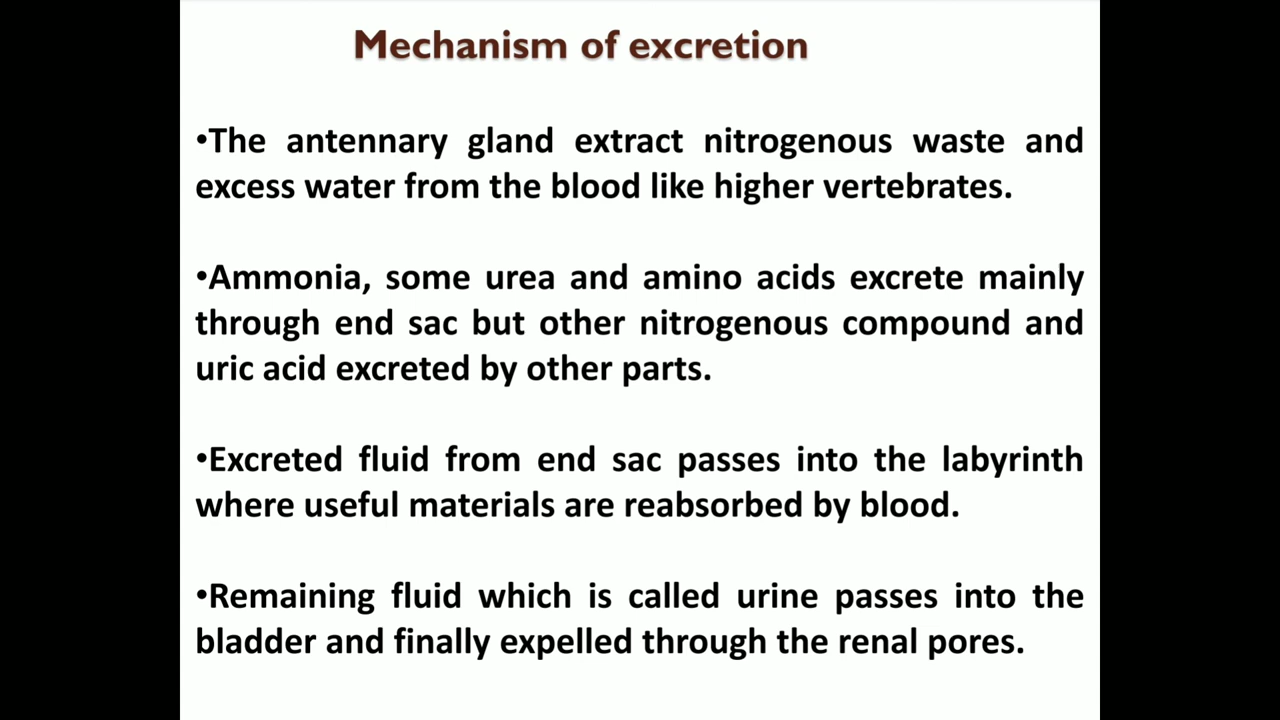 Mechanism of excretion
•The antennary gland extract nitrogenous waste and
excess water from the blood like higher vertebrates.
•Ammonia, some urea and amino acids excrete mainly
through end sac but other nitrogenous compound and
uric acid excreted by other parts.
•Excreted fluid from end sac passes into the labyrinth
where useful materials are reabsorbed by blood.
•Remaining fluid which is called urine passes into the
bladder and finally expelled through the renal pores.